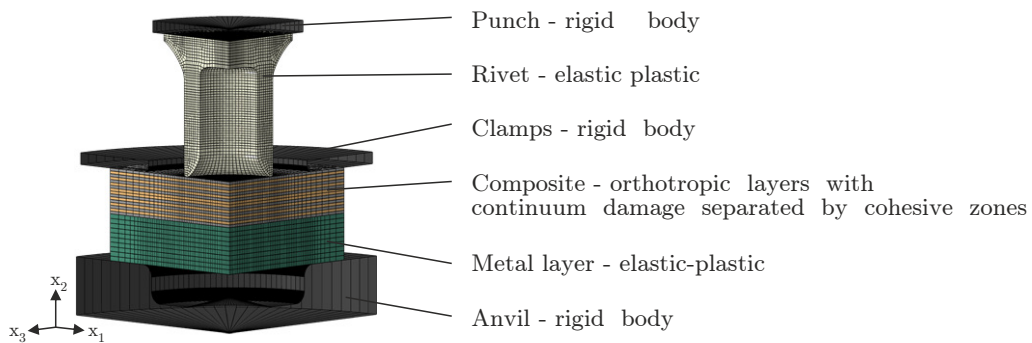 Punch - rigid body
Rivet - elastic plastic
Clamps - rigid body
Composite - orthotropic layers with
continuum damage separated by cohesive zones
Metal layer - elastic-plastic
Anvil - rigid body
x2
x3 x1